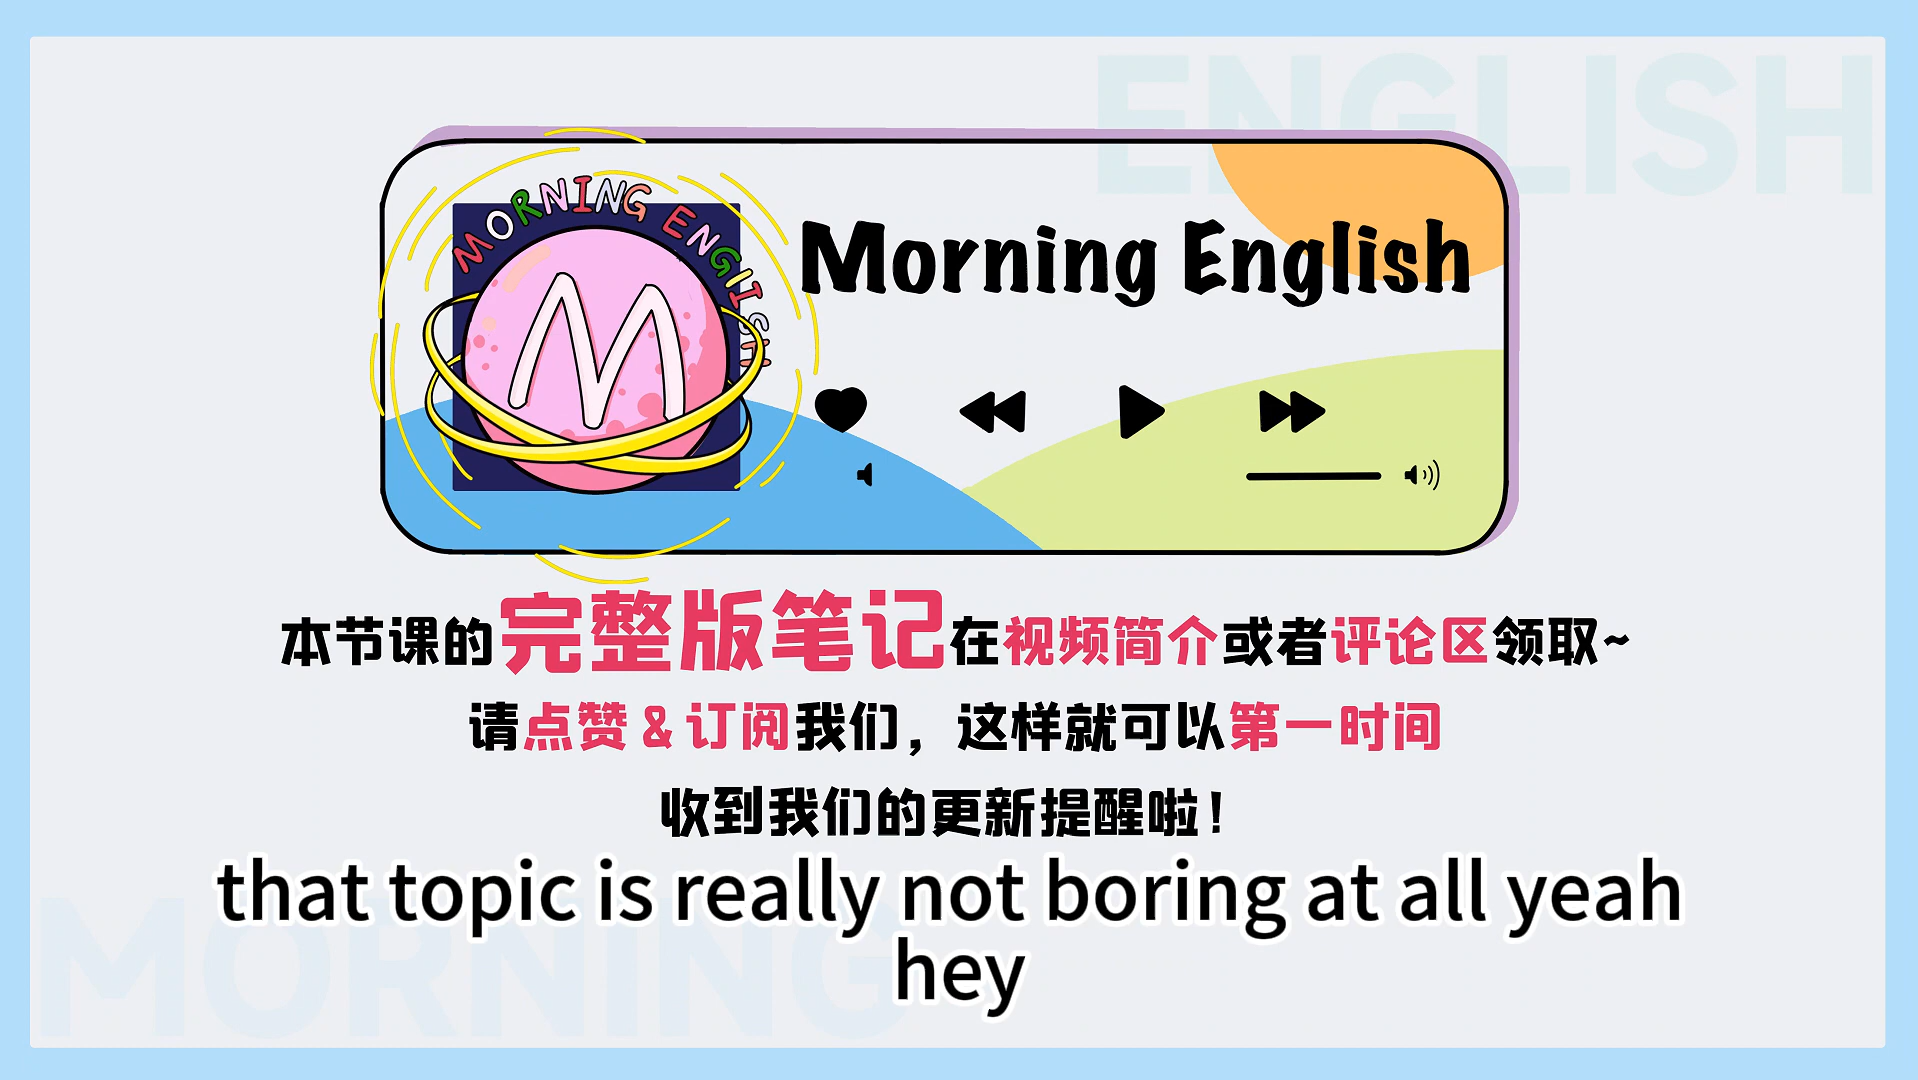 ENGLISH
MORNING ENGLISH
M
Morning English
本节课的完整版笔记在视频简介或者评论区领取~
请点赞&订阅我们，这样就可以第一时间
收到我们的更新提醒啦！
that topic is really not boring at all yeah
hey
MORNING